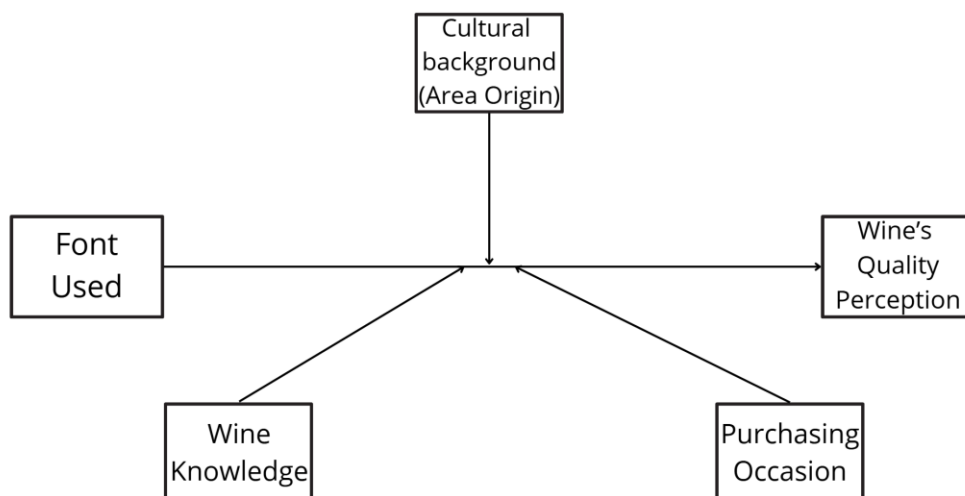 Cultural
background
(Area Origin)
Font
Used
Wine’s
Quality
Perception
Wine
Knowledge
Purchasing
Occasion